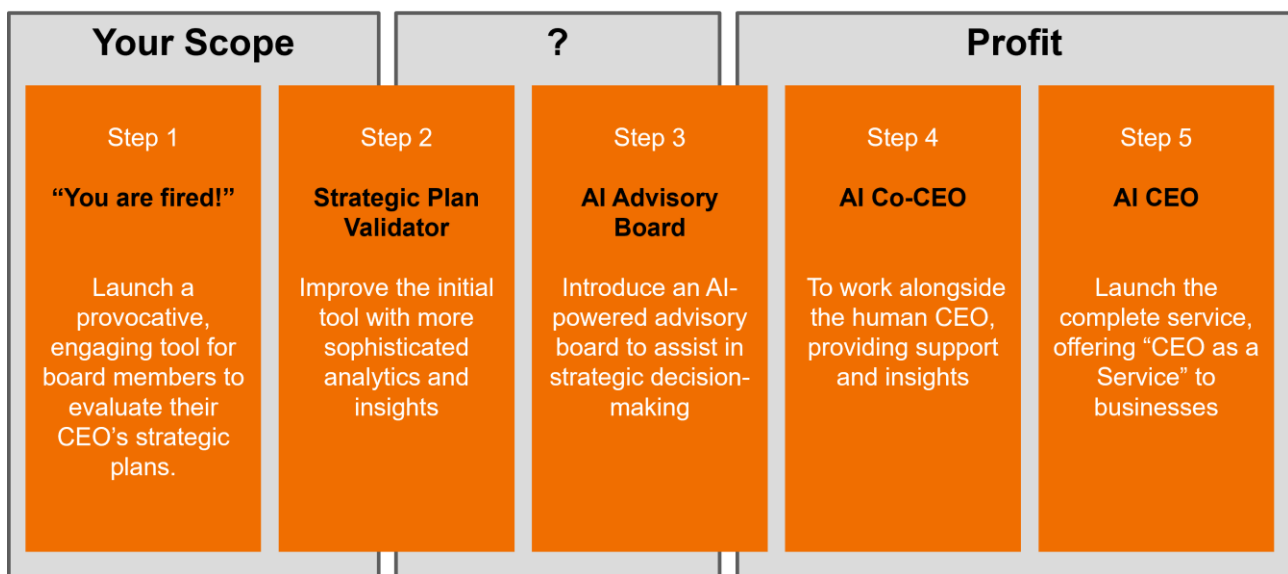 Your Scope
?
Profit
Step 1
“You are fired!”
Launch a
provocative,
engaging tool for
board members to
evaluate their
CEO’s strategic
plans.
Step 2
Strategic Plan
Validator
Improve the initial
tool with more
sophisticated
analytics and
insights
Step 3
AI Advisory
Board
Introduce an AI-
powered advisory
board to assist in
strategic decision-
making
Step 4
AI Co-CEO
To work alongside
the human CEO,
providing support
and insights
Step 5
AI CEO
Launch the
complete service,
offering “CEO as a
Service” to
businesses